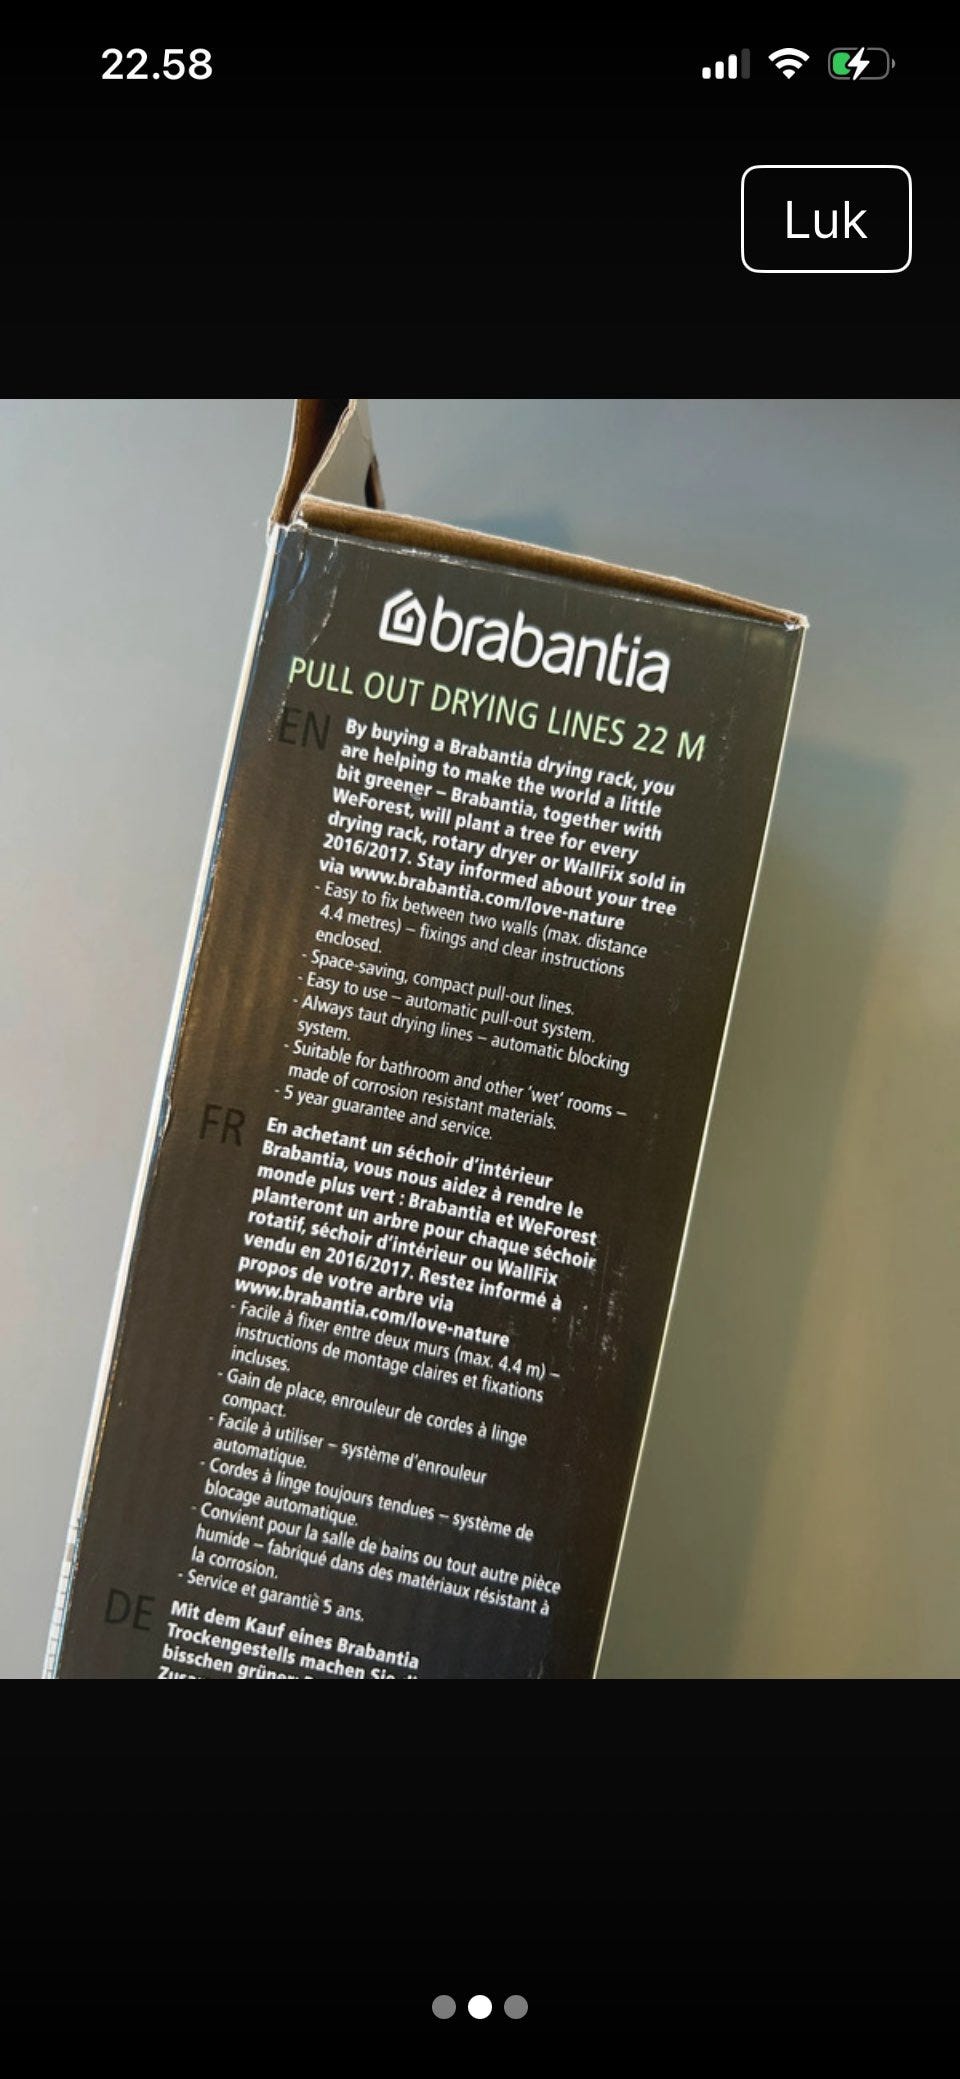 22.58
Luk
brabantia
PULL OUT DRYING LINES 22 M
EN
By buying a Brabantia drying rack, you
are helping to make the world a little
bit greener – Brabantia, together with
WeForest, will plant a tree for every
drying rack, rotary dryer or WallFix sold in
2016/2017. Stay informed about your tree
via www.brabantia.com/love-nature
- Easy to fix between two walls (max. distance
4.4 metres) – fixings and clear instructions
enclosed.
- Space-saving, compact pull-out lines.
- Easy to use – automatic pull-out system.
- Always taut drying lines – automatic blocking
system.
- Suitable for bathroom and other ‘wet’ rooms –
made of corrosion resistant materials.
- 5 year guarantee and service.
FR
En achetant un séchoir d’intérieur
Brabantia, vous nous aidez à rendre le
monde plus vert : Brabantia et WeForest
planteront un arbre pour chaque séchoir
rotatif, séchoir d’intérieur ou WallFix
vendu en 2016/2017. Restez informé à
propos de votre arbre via
www.brabantia.com/love-nature
- Facile à fixer entre deux murs (max. 4.4 m) –
instructions de montage claires et fixations
incluses.
- Gain de place, enrouleur de cordes à linge
compact.
- Facile à utiliser – système d’enrouleur
automatique.
- Cordes à linge toujours tendues – système de
blocage automatique.
- Convient pour la salle de bains ou tout autre pièce
humide – fabriqué dans des matériaux résistant à
la corrosion.
- Service et garantie 5 ans.
DE
Mit dem Kauf eines Brabantia
Trockengestells machen Sie
bisschen grüner: